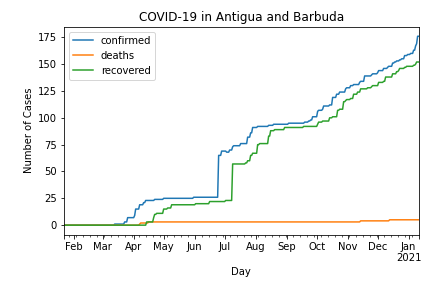 COVID-19 in Antigua and Barbuda
confirmed
deaths
recovered
Number of Cases
175
150
125
100
75
50
25
0
Feb Mar Apr May Jun Jul Aug Sep Oct Nov Dec Jan
2021
Day